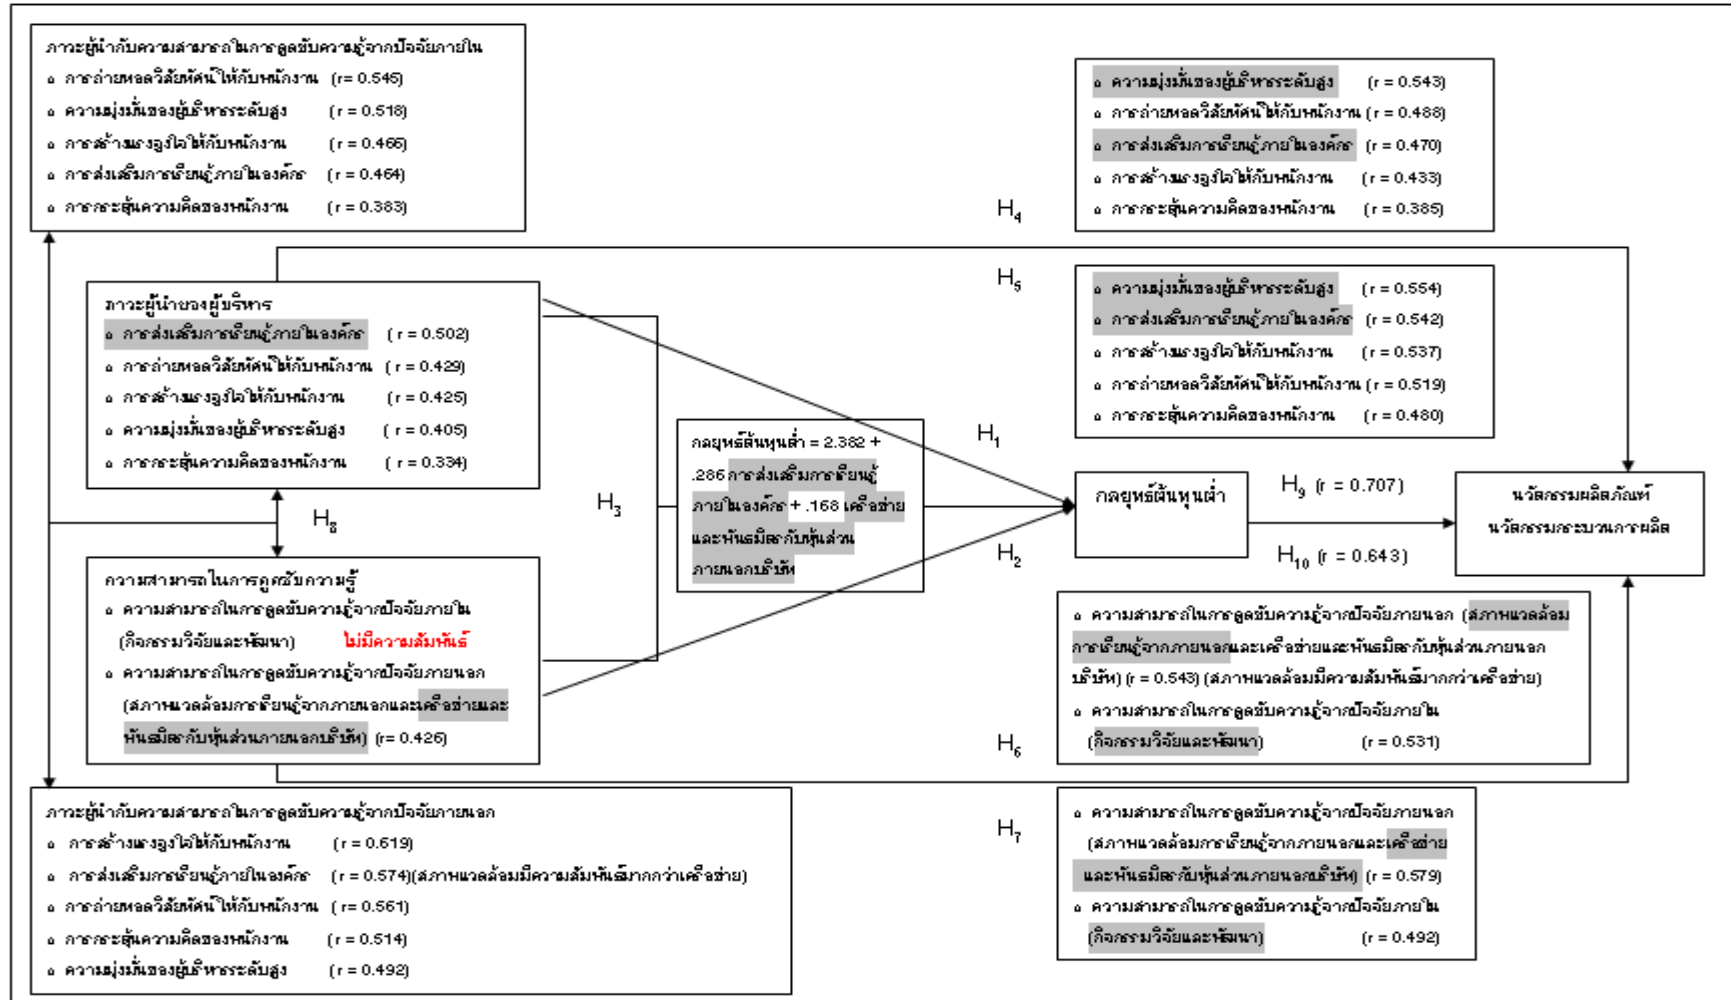 ภาวะผู้นำกับความสามารถในการดูดซับความรู้จากปัจจัยภายใน
การถ่ายทอดวิสัยทัศน์ให้กับพนักงาน (r= 0.545)
ความมุ่งมั่นของผู้บริหารระดับสูง (r = 0.518)
การสร้างแรงจูงใจให้กับพนักงาน (r = 0.466)
การส่งเสริมการเรียนรู้ภายในองค์กร (r = 0.464)
การกระตุ้นความคิดของพนักงาน (r = 0.383)
H4
ความมุ่งมั่นของผู้บริหารระดับสูง (r = 0.543)
การถ่ายทอดวิสัยทัศน์ให้กับพนักงาน (r = 0.488)
การส่งเสริมการเรียนรู้ภายในองค์กร (r = 0.470)
การสร้างแรงจูงใจให้กับพนักงาน (r = 0.433)
การกระตุ้นความคิดของพนักงาน (r = 0.385)
ภาวะผู้นำของผู้บริหาร
การส่งเสริมการเรียนรู้ภายในองค์กร ( r = 0.502)
การถ่ายทอดวิสัยทัศน์ให้กับพนักงาน ( r = 0.429)
การสร้างแรงจูงใจให้กับพนักงาน ( r = 0.425)
ความมุ่งมั่นของผู้บริหารระดับสูง ( r = 0.405)
การกระตุ้นความคิดของพนักงาน ( r = 0.334)
H5
ความมุ่งมั่นของผู้บริหารระดับสูง (r = 0.554)
การส่งเสริมการเรียนรู้ภายในองค์กร (r = 0.542)
การสร้างแรงจูงใจให้กับพนักงาน (r = 0.537)
การถ่ายทอดวิสัยทัศน์ให้กับพนักงาน (r = 0.519)
การกระตุ้นความคิดของพนักงาน (r = 0.480)
H8
H3
กลยุทธ์ต้นทุนต่ำ = 2.382 +
.286 การส่งเสริมการเรียนรู้
ภายในองค์กร + .168 เครือข่าย
และพันธมิตรกับหุ้นส่วน
ภายนอกบริษัท
H1
H2
กลยุทธ์ต้นทุนต่ำ
H9 (r = 0.707)
H10 (r = 0.643)
นวัตกรรมผลิตภัณฑ์
นวัตกรรมกระบวนการผลิต
ความสามารถในการดูดซับความรู้
ความสามารถในการดูดซับความรู้จากปัจจัยภายใน
(กิจกรรมวิจัยและพัฒนา) ไม่มีความสัมพันธ์
ความสามารถในการดูดซับความรู้จากปัจจัยภายนอก
(สภาพแวดล้อมการเรียนรู้จากภายนอกและเครือข่ายและ
พันธมิตรกับหุ้นส่วนภายนอกบริษัท) (r= 0.426)
H6
ความสามารถในการดูดซับความรู้จากปัจจัยภายนอก (สภาพแวดล้อม
การเรียนรู้จากภายนอกและเครือข่ายและพันธมิตรกับหุ้นส่วนภายนอก
บริษัท) (r = 0.543) (สภาพแวดล้อมมีความสัมพันธ์มากกว่าเครือข่าย)
ความสามารถในการดูดซับความรู้จากปัจจัยภายใน
(กิจกรรมวิจัยและพัฒนา) (r = 0.531)
ภาวะผู้นำกับความสามารถในการดูดซับความรู้จากปัจจัยภายนอก
การสร้างแรงจูงใจให้กับพนักงาน (r = 0.619)
การส่งเสริมการเรียนรู้ภายในองค์กร (r = 0.574)(สภาพแวดล้อมมีความสัมพันธ์มากกว่าเครือข่าย)
การถ่ายทอดวิสัยทัศน์ให้กับพนักงาน (r= 0.561)
การกระตุ้นความคิดของพนักงาน (r = 0.514)
ความมุ่งมั่นของผู้บริหารระดับสูง (r = 0.492)
H7
ความสามารถในการดูดซับความรู้จากปัจจัยภายนอก
(สภาพแวดล้อมการเรียนรู้จากภายนอกและเครือข่าย
และพันธมิตรกับหุ้นส่วนภายนอกบริษัท) (r = 0.579)
ความสามารถในการดูดซับความรู้จากปัจจัยภายใน
(กิจกรรมวิจัยและพัฒนา) (r = 0.492)